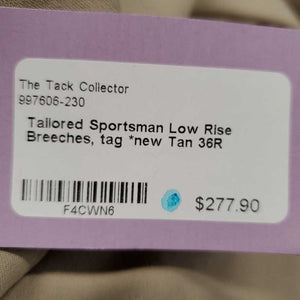 The Tack Collector
997606-230
Tailored Sportsman Low Rise
Breeches, tag *new Tan 36R
F4CWN6
$277.90